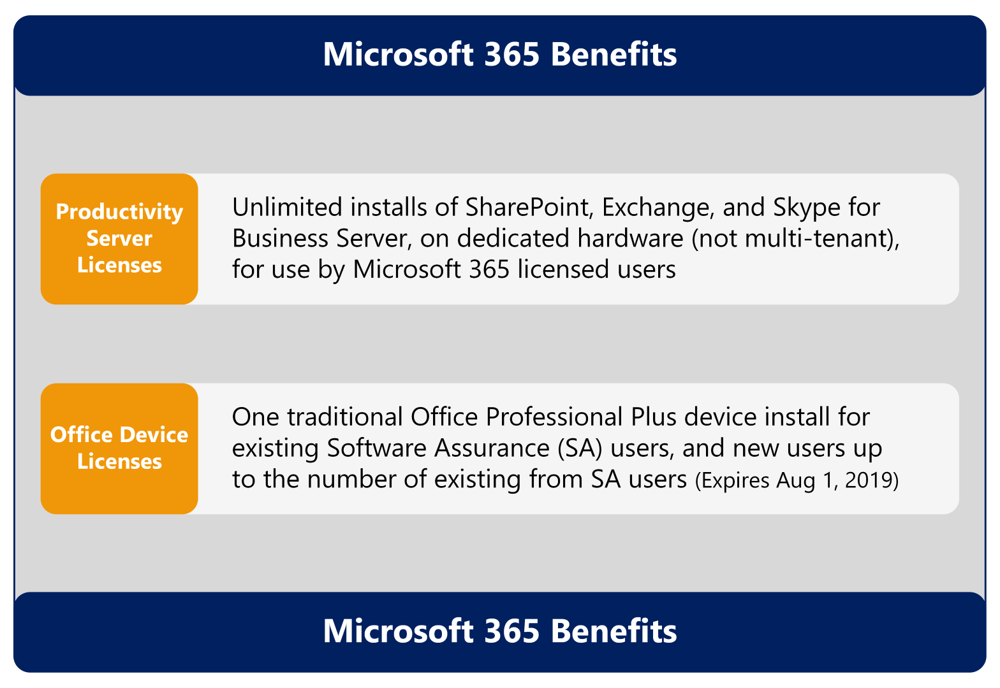 Microsoft 365 Benefits
Productivity
Server
Licenses
Unlimited installs of SharePoint, Exchange, and Skype for
Business Server, on dedicated hardware (not multi-tenant),
for use by Microsoft 365 licensed users
Office Device
Licenses
One traditional Office Professional Plus device install for
existing Software Assurance (SA) users, and new users up
to the number of existing from SA users (Expires Aug 1, 2019)
Microsoft 365 Benefits